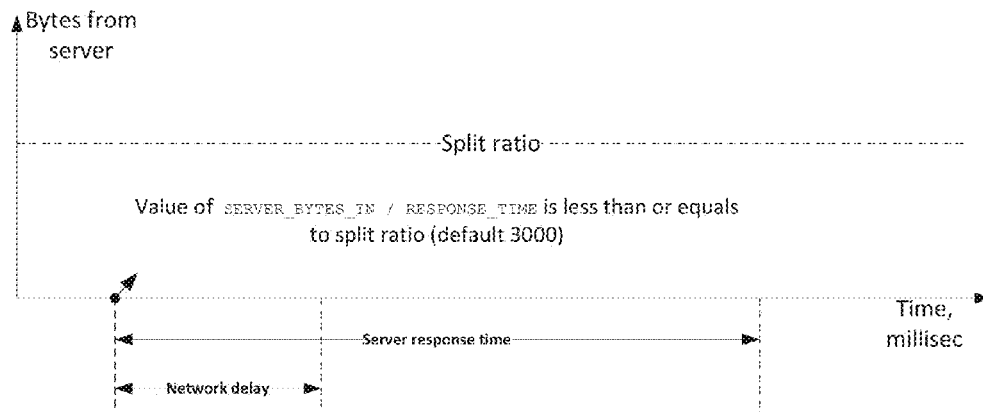 Bytes from
server
Split ratio
Value of SERVER_BYTES_IN / RESPONSE_TIME is less than or equals
to split ratio (default 3000)
Time,
millisec
Server response time
Network delay